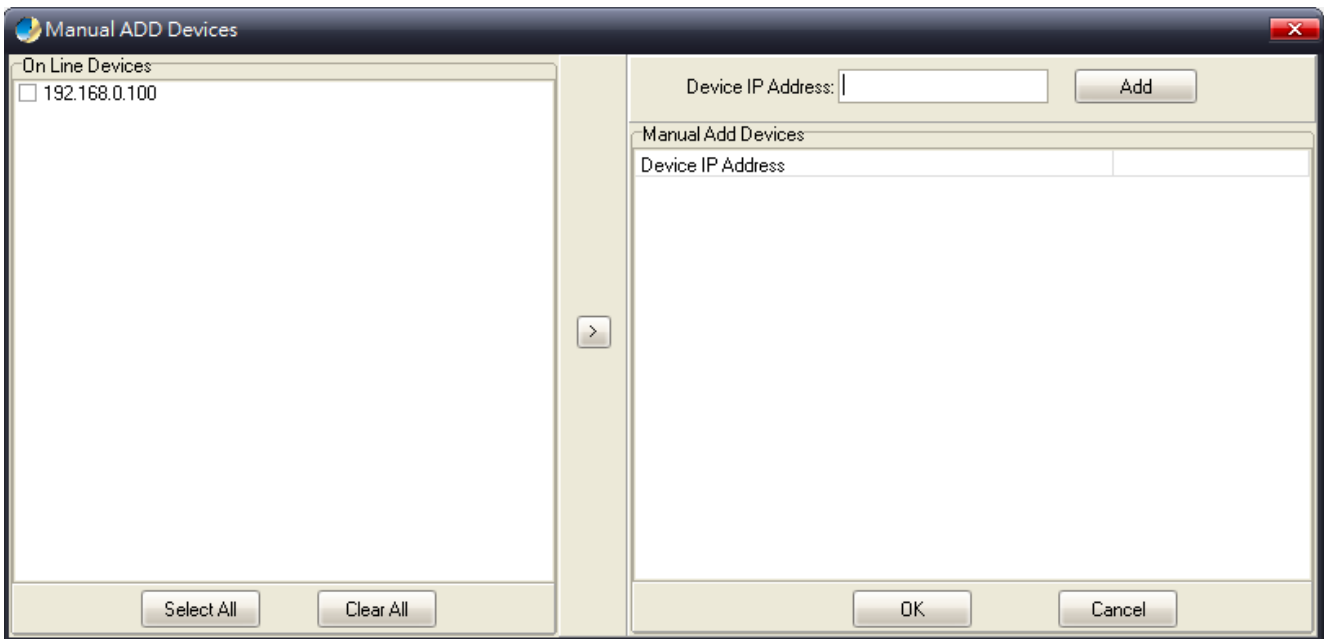 Manual ADD Devices
On Line Devices
192.168.0.100
Device IP Address:
Add
Manual Add Devices
Device IP Address
>
Select All
Clear All
OK
Cancel